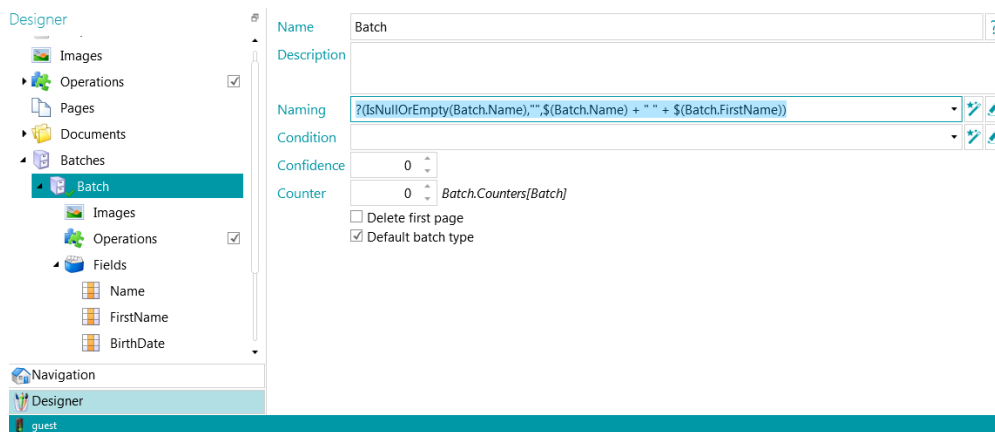 Designer
Images
Operations
Pages
Documents
Batches
Batch
Images
Operations
Fields
Name
FirstName
BirthDate
Navigation
Designer
guest
Name Batch ?
Description
Naming ?(IsNullOrEmpty(Batch.Name),"",$(Batch.Name) + " " + $(Batch.FirstName))
Condition
Confidence 0
Counter 0 Batch.Counters[Batch]
Delete first page
Default batch type